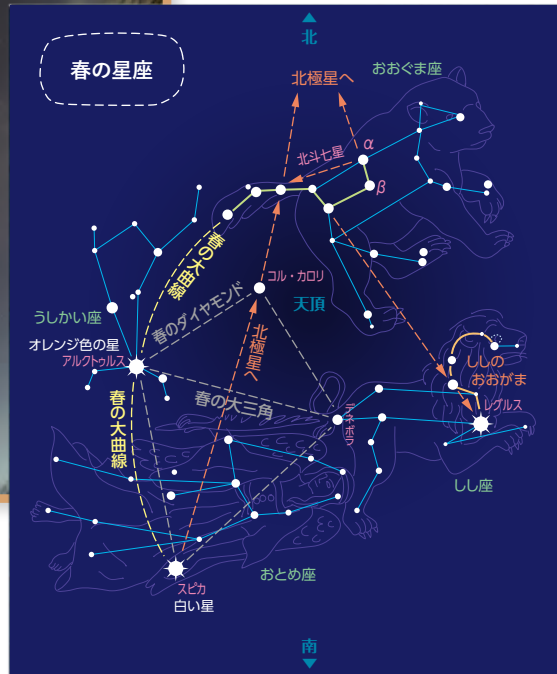 春の星座
北
北極星へ
おおぐま座
北斗七星
α
β
春の大曲線
コル・カロリ
天頂
春のダイヤモンド
北極星へ
うしかい座
オレンジ色の星
アルクトゥルス
春の大三角
デネボラ
ししの
おおがま
レグルス
春の大曲線
しし座
おとめ座
スピカ
白い星
南